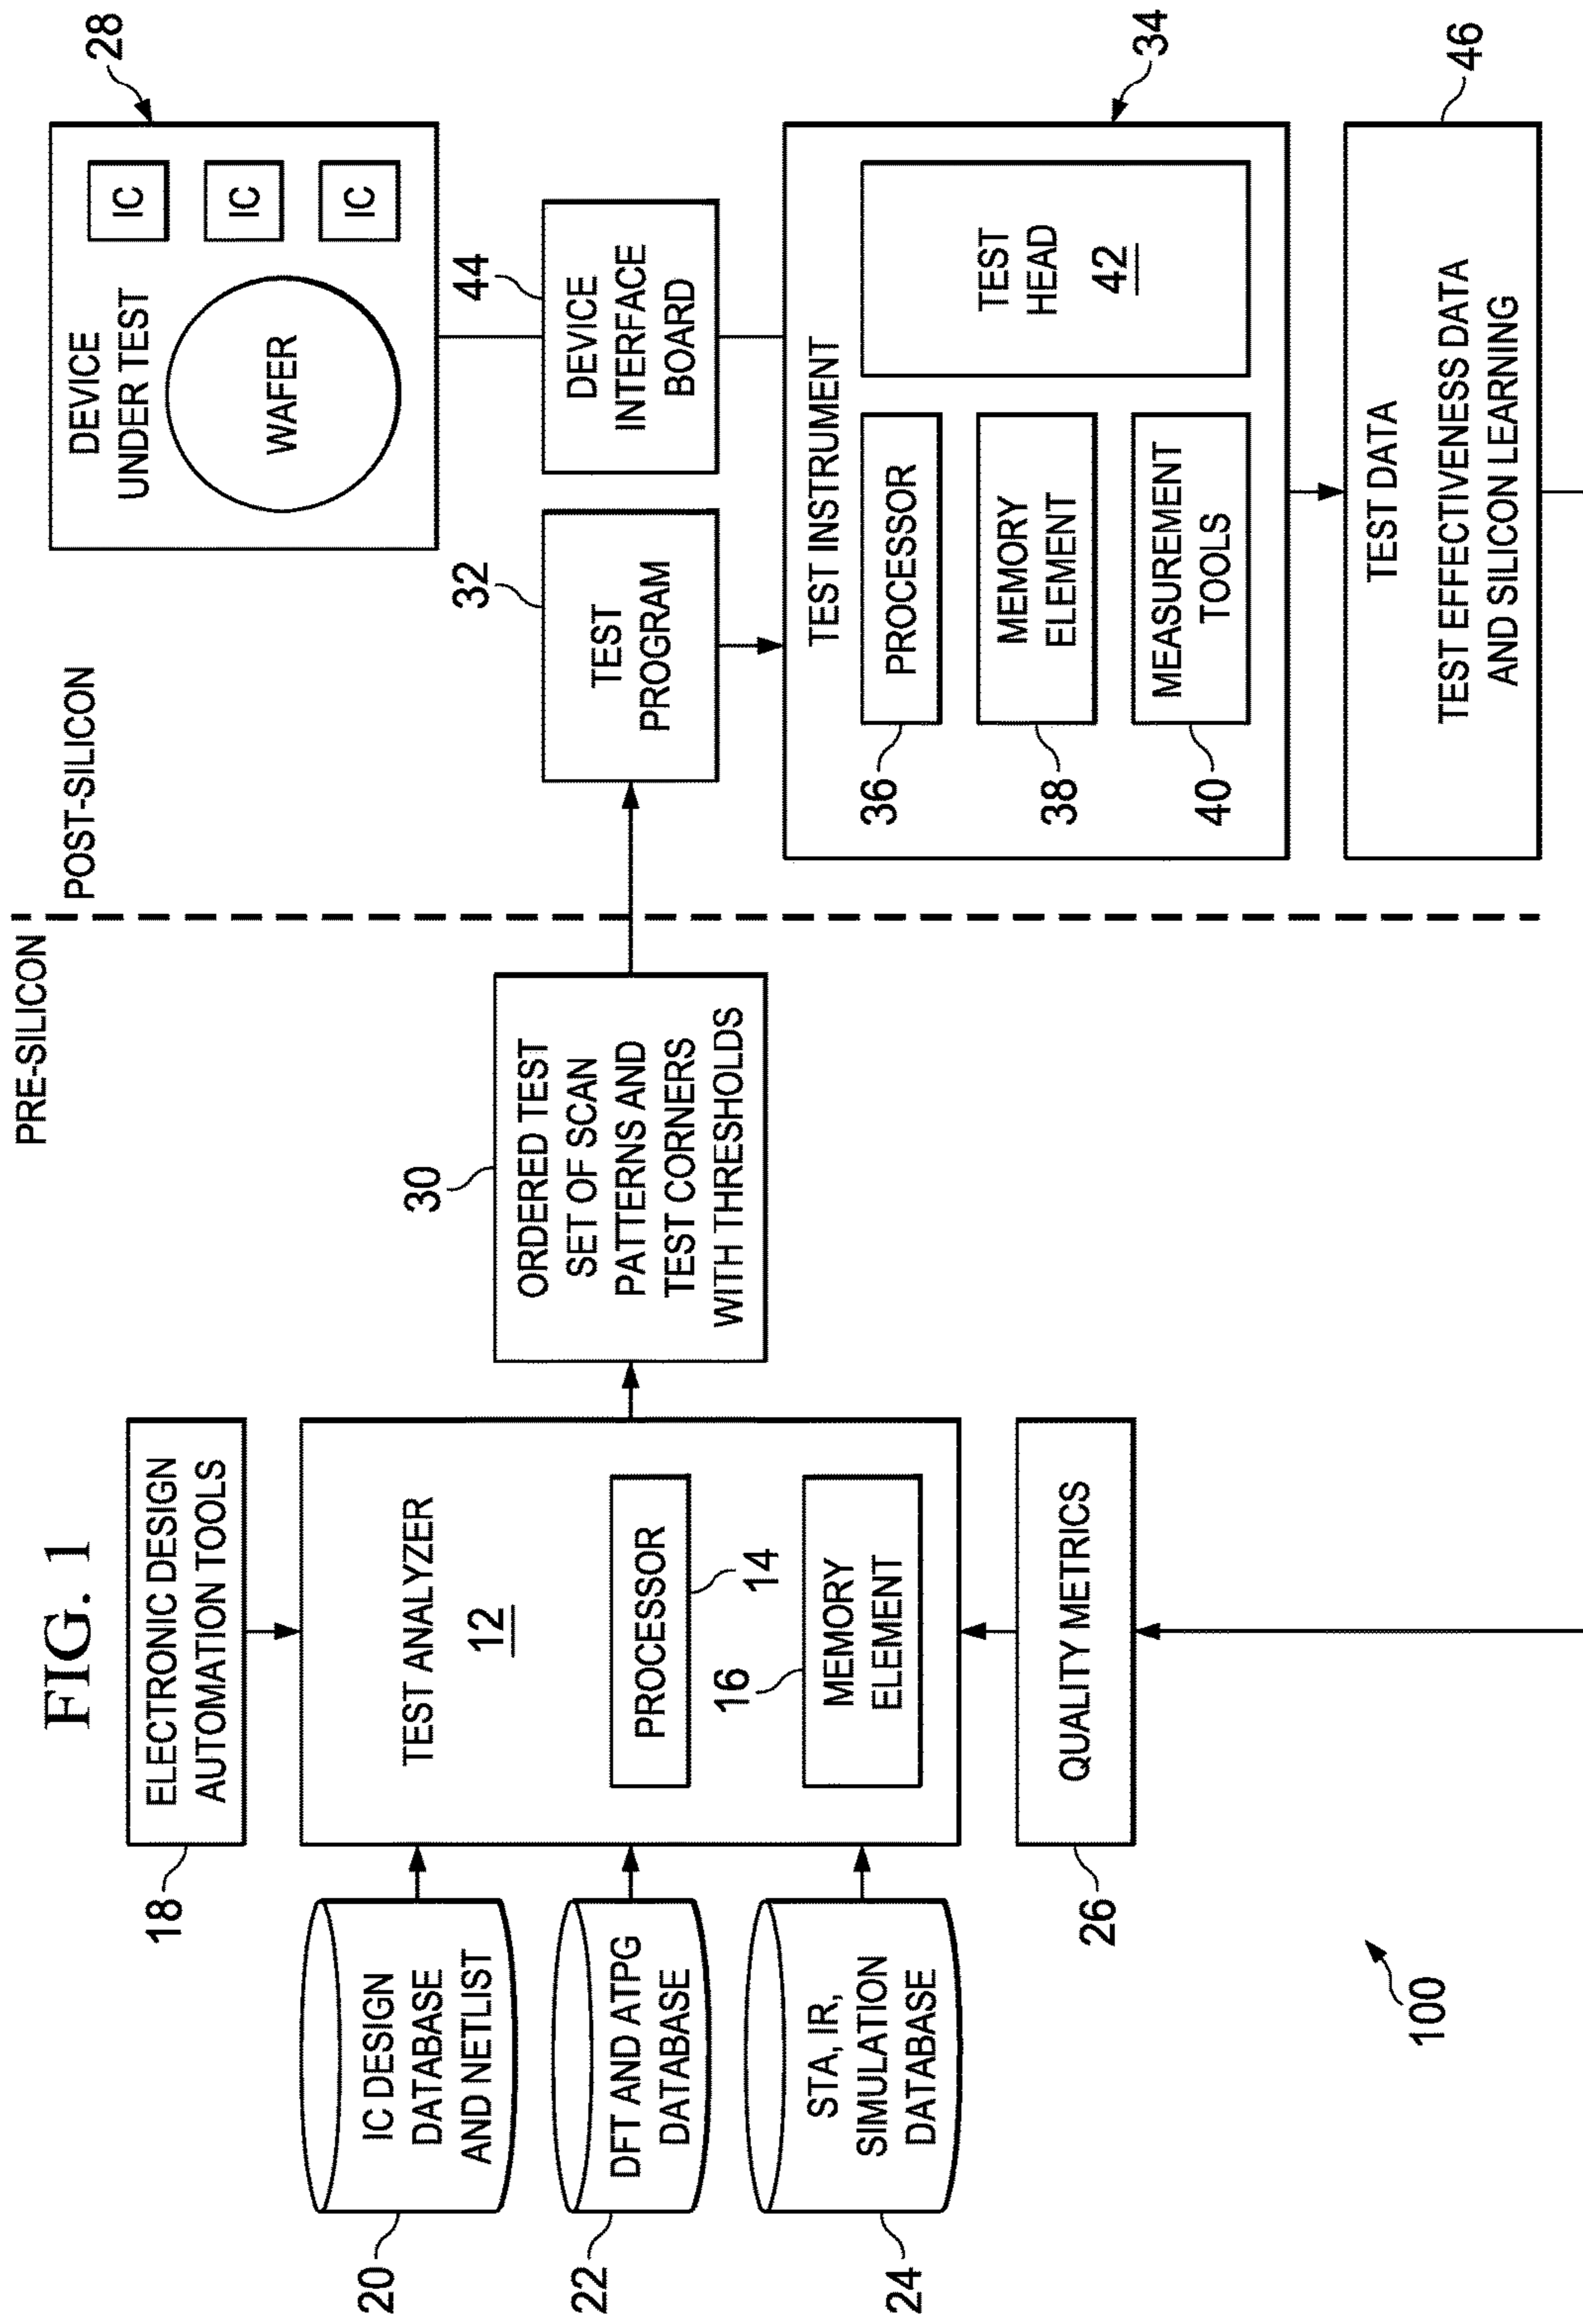 FIG. 1
PRE-SILICON
POST-SILICON
18
ELECTRONIC DESIGN
AUTOMATION TOOLS
20
IC DESIGN
DATABASE
AND NETLIST
22
DFT AND ATPG
DATABASE
24
STA, IR,
SIMULATION
DATABASE
TEST ANALYZER
12
PROCESSOR
14
16
MEMORY
ELEMENT
26
QUALITY METRICS
100
30
ORDERED TEST
SET OF SCAN
PATTERNS AND
TEST CORNERS
WITH THRESHOLDS
28
DEVICE
UNDER TEST
WAFER
IC
IC
IC
32
TEST
PROGRAM
44
DEVICE
INTERFACE
BOARD
34
TEST INSTRUMENT
36
PROCESSOR
38
MEMORY
ELEMENT
40
MEASUREMENT
TOOLS
TEST
HEAD
42
46
TEST DATA
TEST EFFECTIVENESS DATA
AND SILICON LEARNING